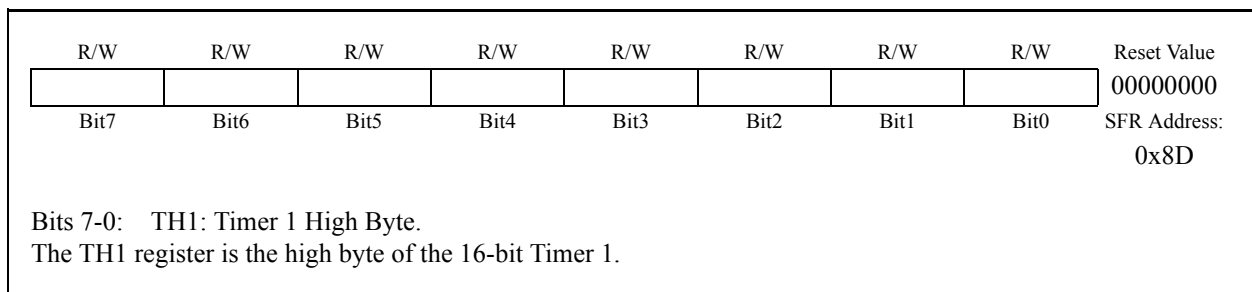 R/W R/W R/W R/W R/W R/W R/W R/W Reset Value
00000000
Bit7 Bit6 Bit5 Bit4 Bit3 Bit2 Bit1 Bit0 SFR Address:
0x8D
Bits 7-0: TH1: Timer 1 High Byte.
The TH1 register is the high byte of the 16-bit Timer 1.